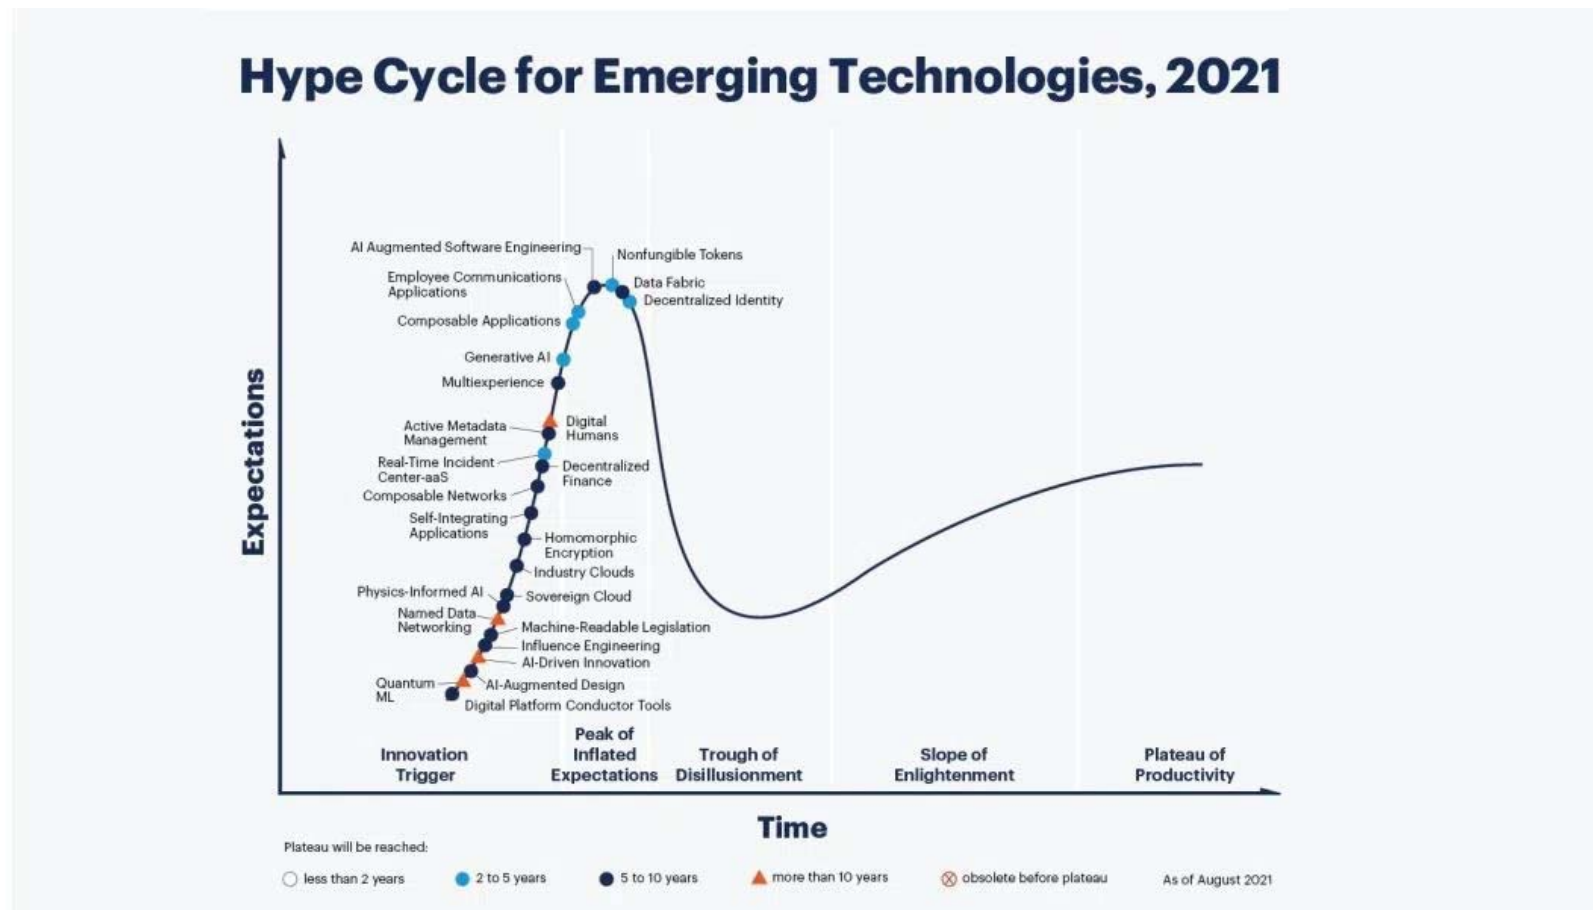 Hype Cycle for Emerging Technologies, 2021
AI Augmented Software Engineering
Nonfungible Tokens
Employee Communications
Applications
Data Fabric
Decentralized Identity
Composable Applications
Generative AI
Multiexperience
Active Metadata
Management
Digital
Humans
Real-Time Incident
Center-aaS
Decentralized
Finance
Composable Networks
Self-Integrating
Applications
Homomorphic
Encryption
Industry Clouds
Physics-Informed AI
Sovereign Cloud
Named Data
Networking
Machine-Readable Legislation
Influence Engineering
AI-Driven Innovation
Quantum
ML
AI-Augmented Design
Digital Platform Conductor Tools
Expectations
Innovation
Trigger
Peak of
Inflated
Expectations
Trough of
Disillusionment
Slope of
Enlightenment
Plateau of
Productivity
Time
Plateau will be reached:
less than 2 years
2 to 5 years
5 to 10 years
more than 10 years
obsolete before plateau
As of August 2021